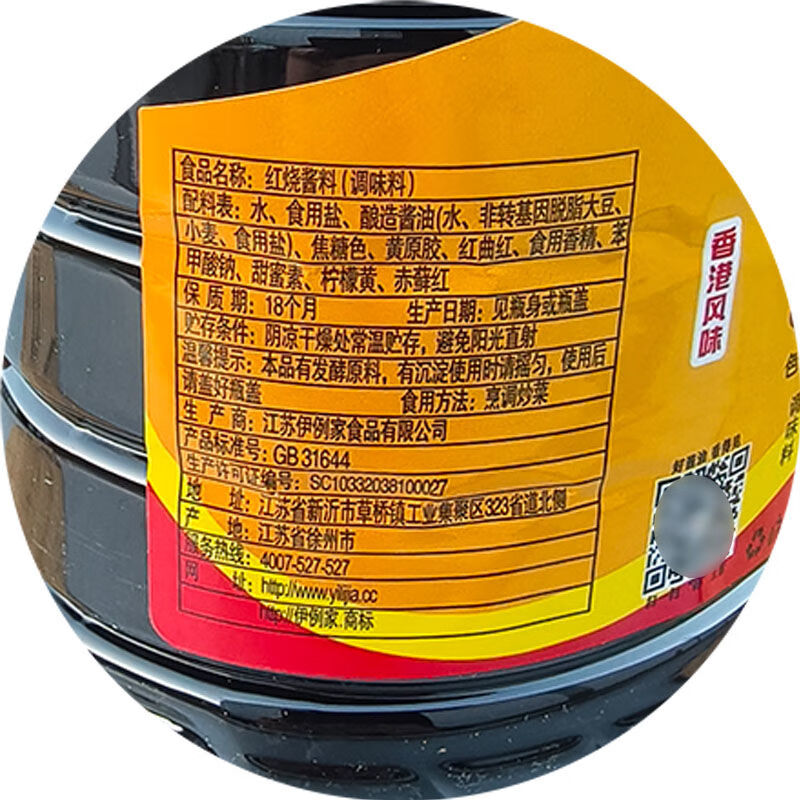 食品名称: 红烧酱料(调味料)
配料表: 水、食用盐、酿造酱油(水、非转基因脱脂大豆、
小麦、食用盐)、焦糖色、黄原胶、红曲红、食用香精、苯
甲酸钠、甜蜜素、柠檬黄、赤藓红
保质期: 18个月 生产日期: 见瓶身或瓶盖
贮存条件: 阴凉干燥处常温贮存, 避免阳光直射
温馨提示: 本品有发酵原料, 有沉淀使用时请摇匀, 使用后
请盖好瓶盖 食用方法: 烹调炒菜
生产商: 江苏伊例家食品有限公司
产品标准号: GB 31644
生产许可证编号: SC10332038100027
地址: 江苏省新沂市草桥镇工业集聚区323省道北侧
产地: 江苏省徐州市
服务热线: 4007-527-527
网址: http://www.yilijia.cc
http://伊例家.商标
香港风味
色
调味料